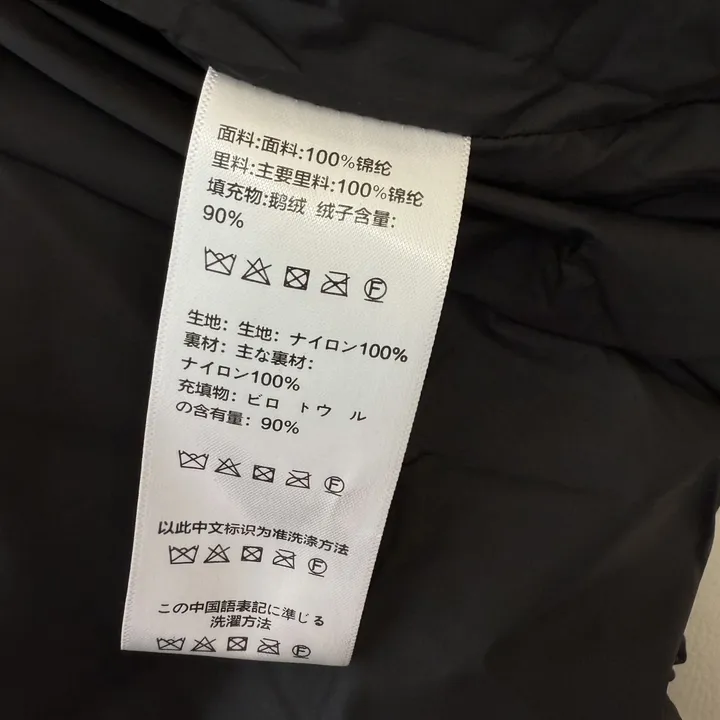 面料:面料:100%锦纶
里料:主要里料:100%锦纶
填充物:鹅绒 绒子含量:
90%
F
生地: 生地: ナイロン100%
裏材: 主な裏材:
ナイロン100%
充填物: ビロ トウ ル
の含有量: 90%
F
以此中文标识为准洗涤方法
F
この中国語表記に準じる
洗濯方法
F